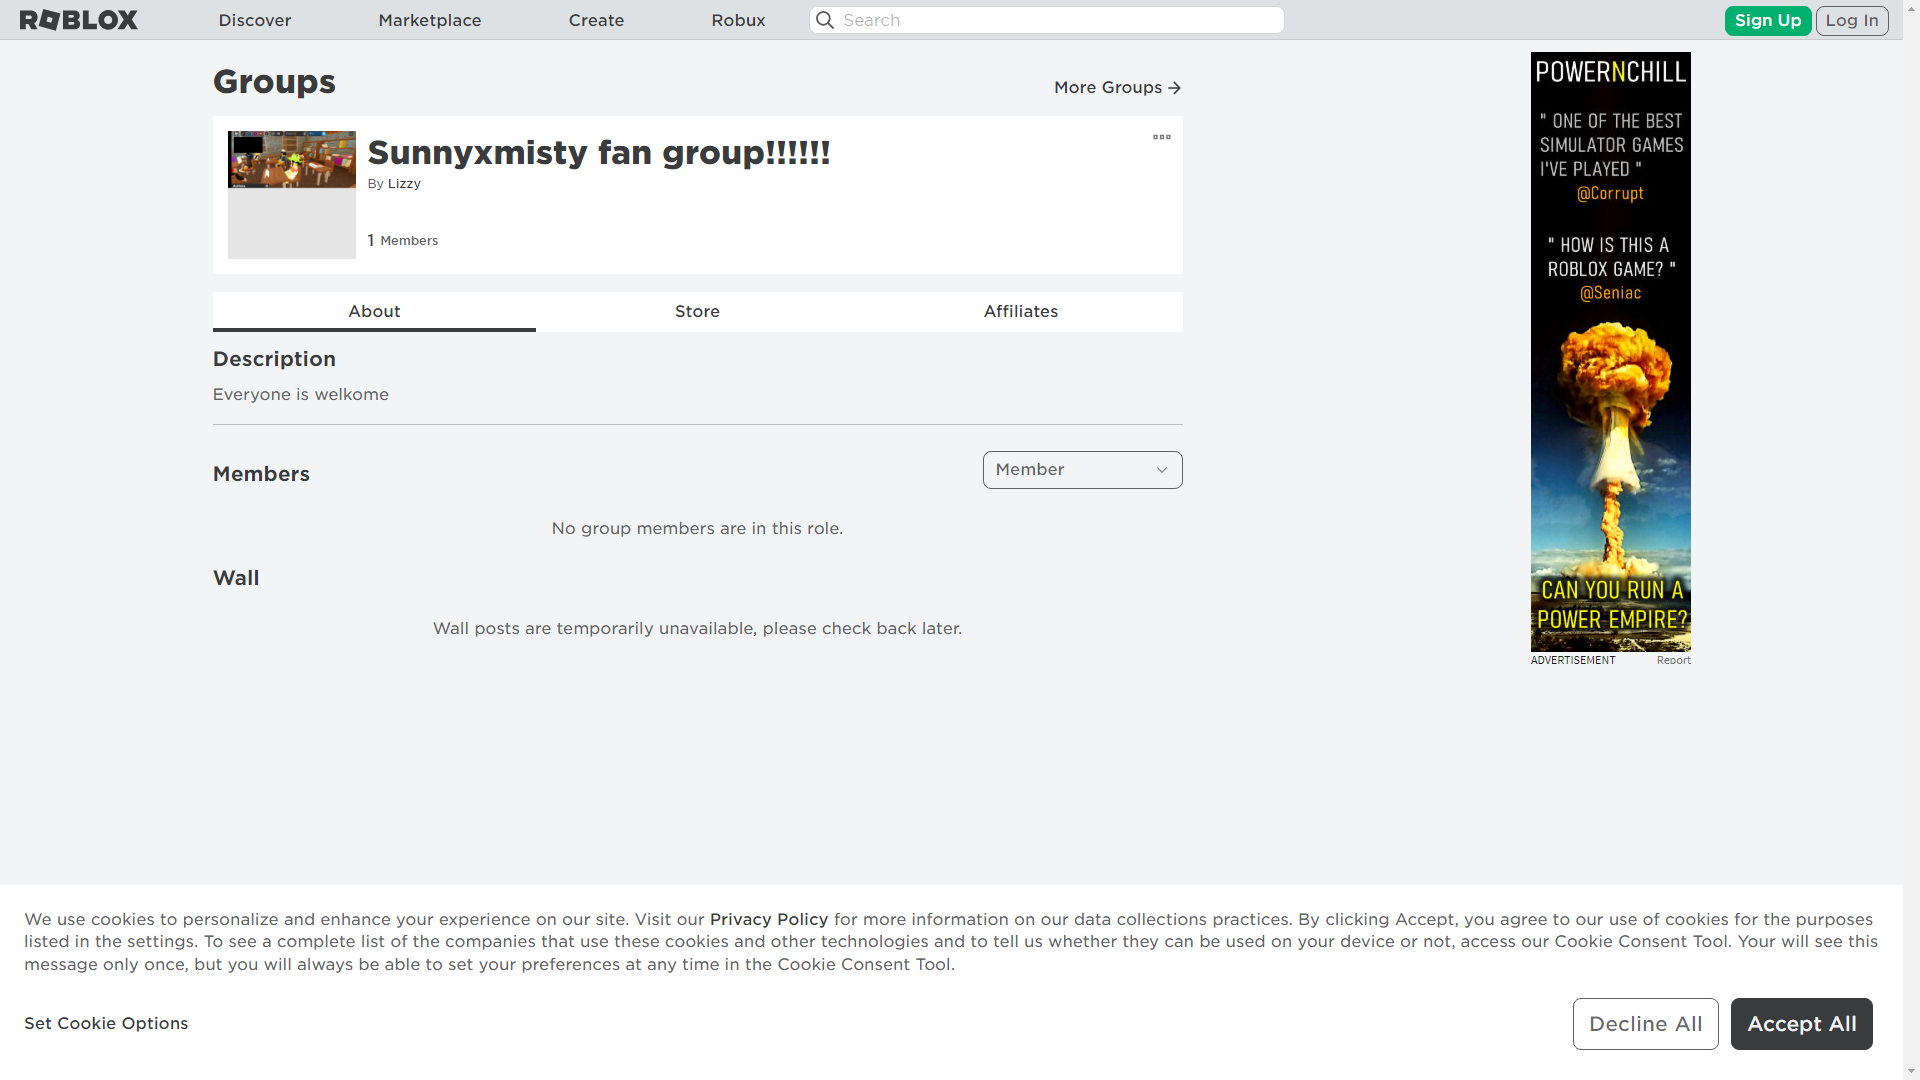 ROBLOX
Discover
Marketplace
Create
Robux
Search
Sign Up
Log In
Groups
More Groups
Sunnyxmisty fan group!!!!!!
By Lizzy
1 Members
About
Store
Affiliates
Description
Everyone is welkome
Members
Member
No group members are in this role.
Wall
Wall posts are temporarily unavailable, please check back later.
POWERNCHILL
" ONE OF THE BEST
SIMULATOR GAMES
I'VE PLAYED "
@Corrupt
" HOW IS THIS A
ROBLOX GAME? "
@Seniac
CAN YOU RUN A
POWER EMPIRE?
ADVERTISEMENT
Report
We use cookies to personalize and enhance your experience on our site. Visit our Privacy Policy for more information on our data collections practices. By clicking Accept, you agree to our use of cookies for the purposes
listed in the settings. To see a complete list of the companies that use these cookies and other technologies and to tell us whether they can be used on your device or not, access our Cookie Consent Tool. Your will see this
message only once, but you will always be able to set your preferences at any time in the Cookie Consent Tool.
Set Cookie Options
Decline All
Accept All